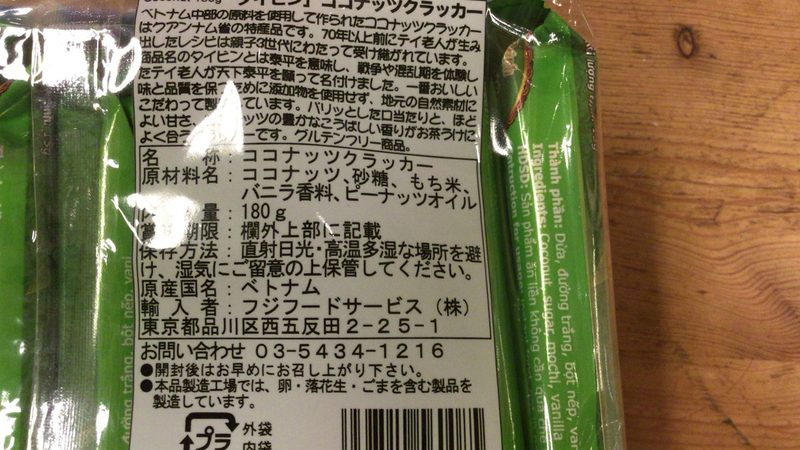 タイビン」ココナッツクラッカー
ベトナム中部の原料を使用して作られたココナッツクラッカー
はクアンナム省の特産品です。70年以上前にテイ老人が生み
出したレシピは親子3世代にわたって受け継がれています。
商品名のタイビンとは泰平を意味し、戦争や混乱期を体験し
たテイ老人が天下泰平を願って名付けました。一番おいしい
味と品質を保つために添加物を使用せず、地元の自然素材に
こだわって製 ています。パリッとした口当たりと、ほど
よい甘さ、 ッツの豊かなこうばしい香りがお茶うけに
よく合 ーです。グルテンフリー商品。
名 称：ココナッツクラッカー
原材料名：ココナッツ、砂糖、もち米、
バニラ香料、ピーナッツオイル
量：180g
期限：欄外上部に記載
保存方法：直射日光・高温多湿な場所を避
け、湿気にご留意の上保管してください。
原産国名：ベトナム
輸入者：フジフードサービス（株）
東京都品川区西五反田2-25-1
お問い合わせ 03-5434-1216
●開封後はお早めにお召し上がり下さい。
●本品製造工場では、卵・落花生・ごまを含む製品を
製造しています。
プラ
外袋
内袋
đường trắng, bột nếp, vani
Thành phần: Dừa, đường trắng, bột nếp,
Ingredients: Coconut, sugar, mochi, vanilla
HDSD: Sản phẩm ăn liền không cần qua